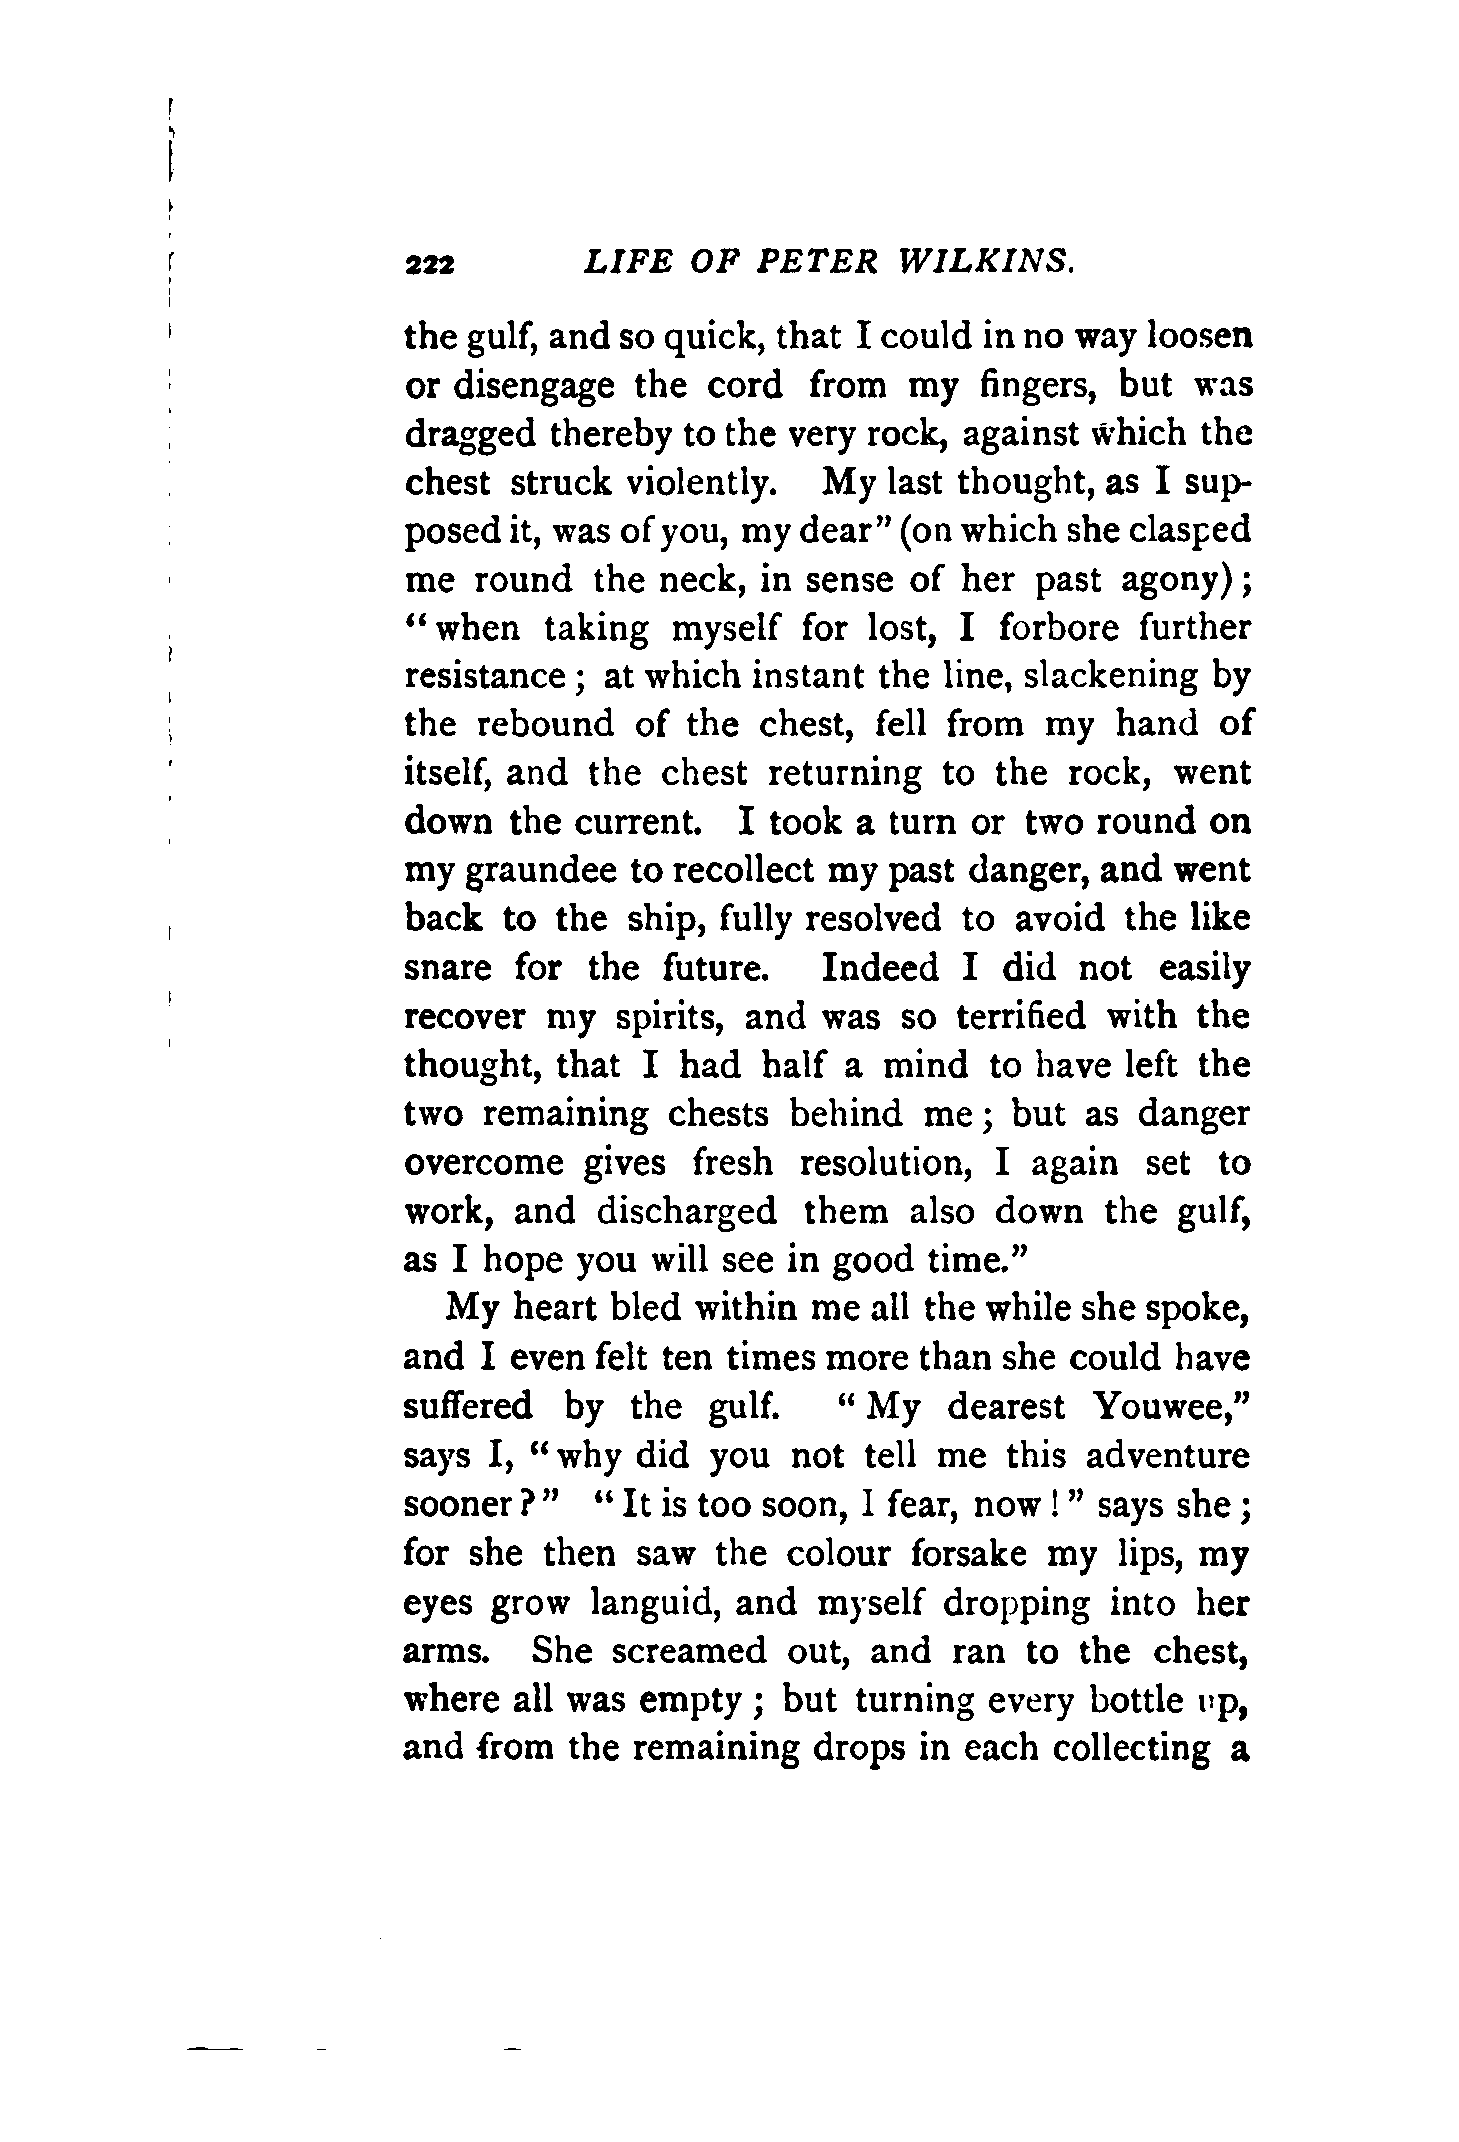 222 LIFE OF PETER WILKINS.
the gulf, and so quick, that I could in no way loosen
or disengage the cord from my fingers, but was
dragged thereby to the very rock, against which the
chest struck violently. My last thought, as I sup-
posed it, was of you, my dear” (on which she clasped
me round the neck, in sense of her past agony) ;
“ when taking myself for lost, I forbore further
resistance ; at which instant the line, slackening by
the rebound of the chest, fell from my hand of
itself, and the chest returning to the rock, went
down the current. I took a turn or two round on
my graundee to recollect my past danger, and went
back to the ship, fully resolved to avoid the like
snare for the future. Indeed I did not easily
recover my spirits, and was so terrified with the
thought, that I had half a mind to have left the
two remaining chests behind me ; but as danger
overcome gives fresh resolution, I again set to
work, and discharged them also down the gulf,
as I hope you will see in good time.”
My heart bled within me all the while she spoke,
and I even felt ten times more than she could have
suffered by the gulf. “ My dearest Youwee,”
says I, “ why did you not tell me this adventure
sooner ? ” “ It is too soon, I fear, now ! ” says she ;
for she then saw the colour forsake my lips, my
eyes grow languid, and myself dropping into her
arms. She screamed out, and ran to the chest,
where all was empty ; but turning every bottle up,
and from the remaining drops in each collecting a